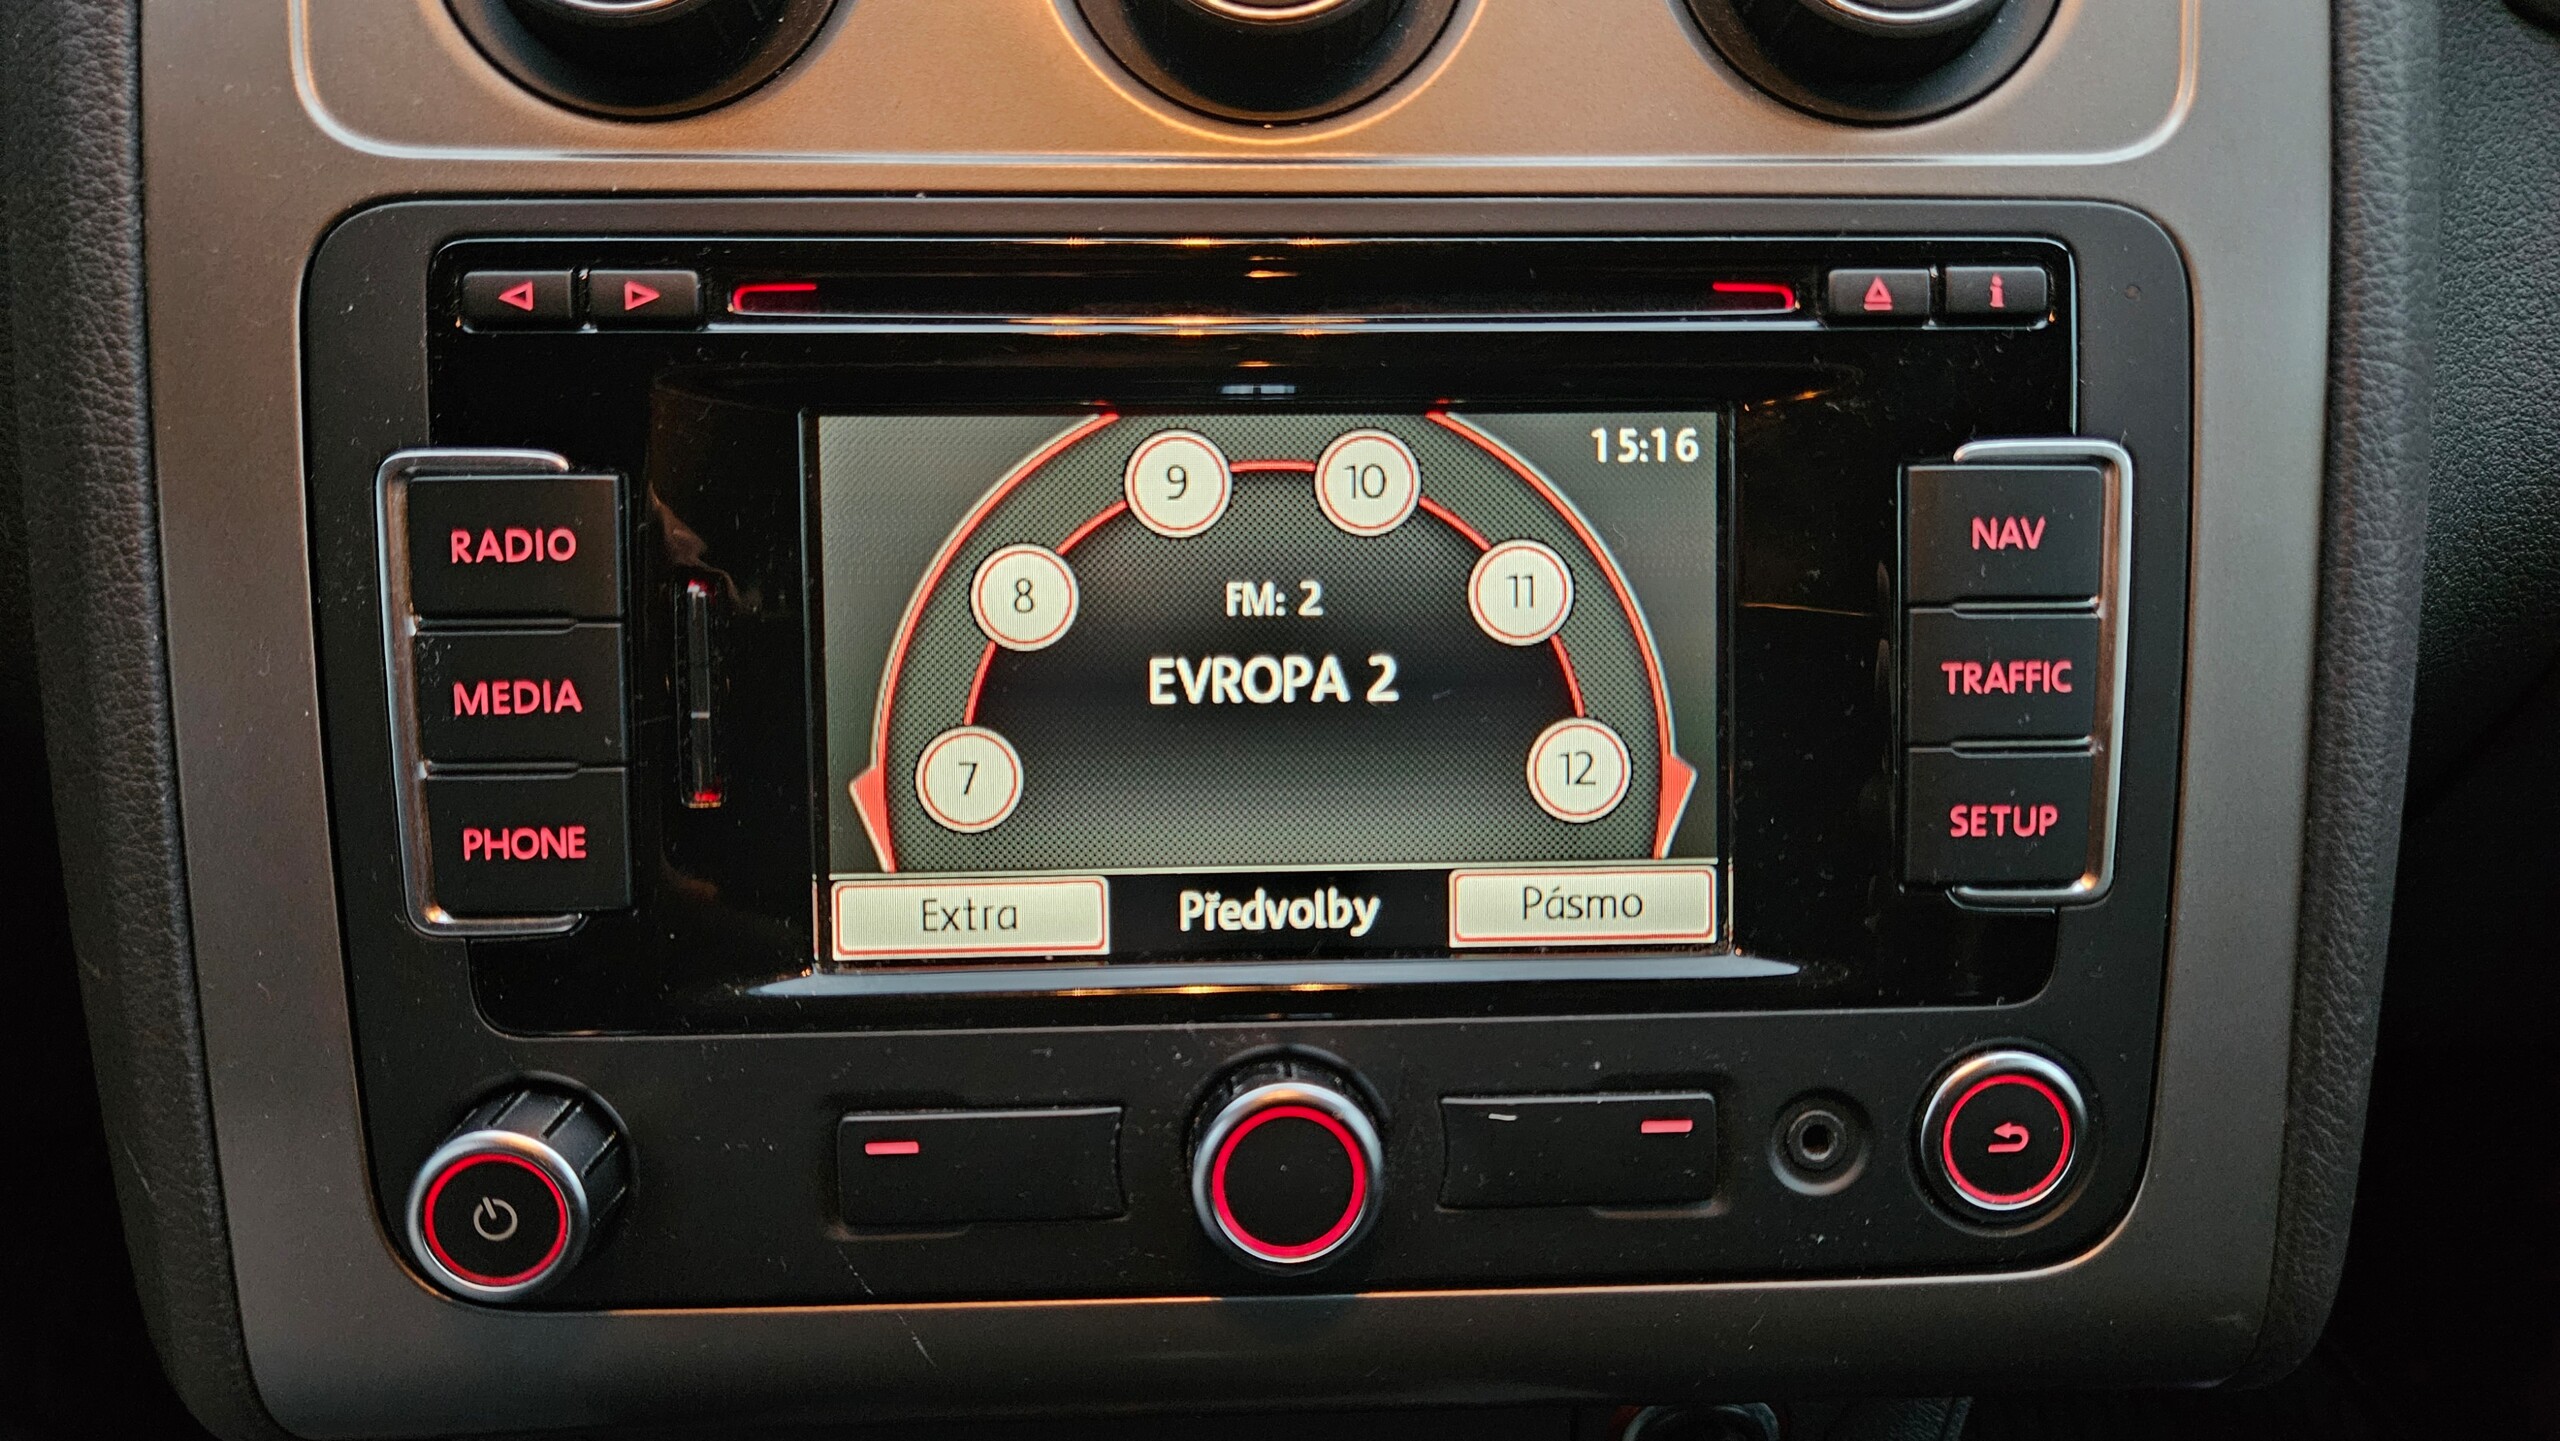 15:16
9
10
8
11
7
12
FM: 2
EVROPA 2
Extra
Předvolby
Pásmo
RADIO
MEDIA
PHONE
NAV
TRAFFIC
SETUP
i